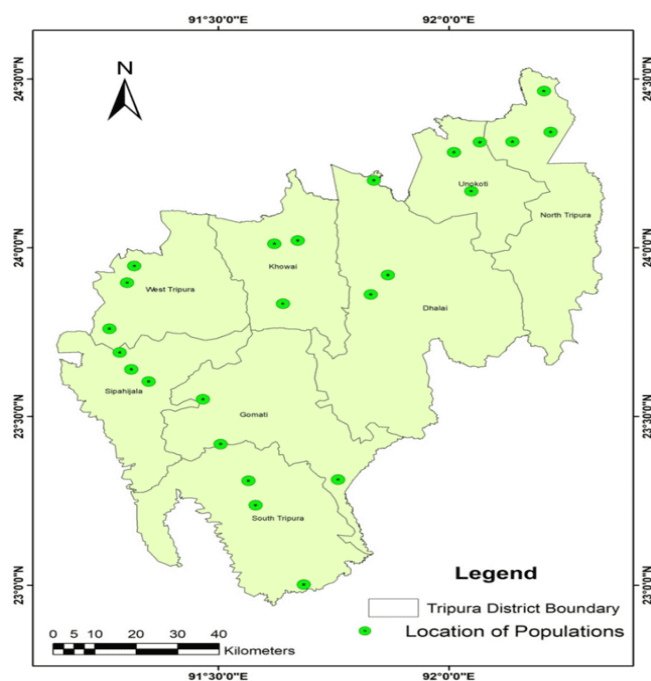 91°30'0"E 92°0'0"E
N
24°30'0"N 24°30'0"N
Unokoti
North Tripura
24°0'0"N 24°0'0"N
Khowai
West Tripura
Dhalai
Sipahijala
23°30'0"N 23°30'0"N
Gomati
South Tripura
23°0'0"N 23°0'0"N
Legend
Tripura District Boundary
Location of Populations
0 5 10 20 30 40
Kilometers
91°30'0"E 92°0'0"E